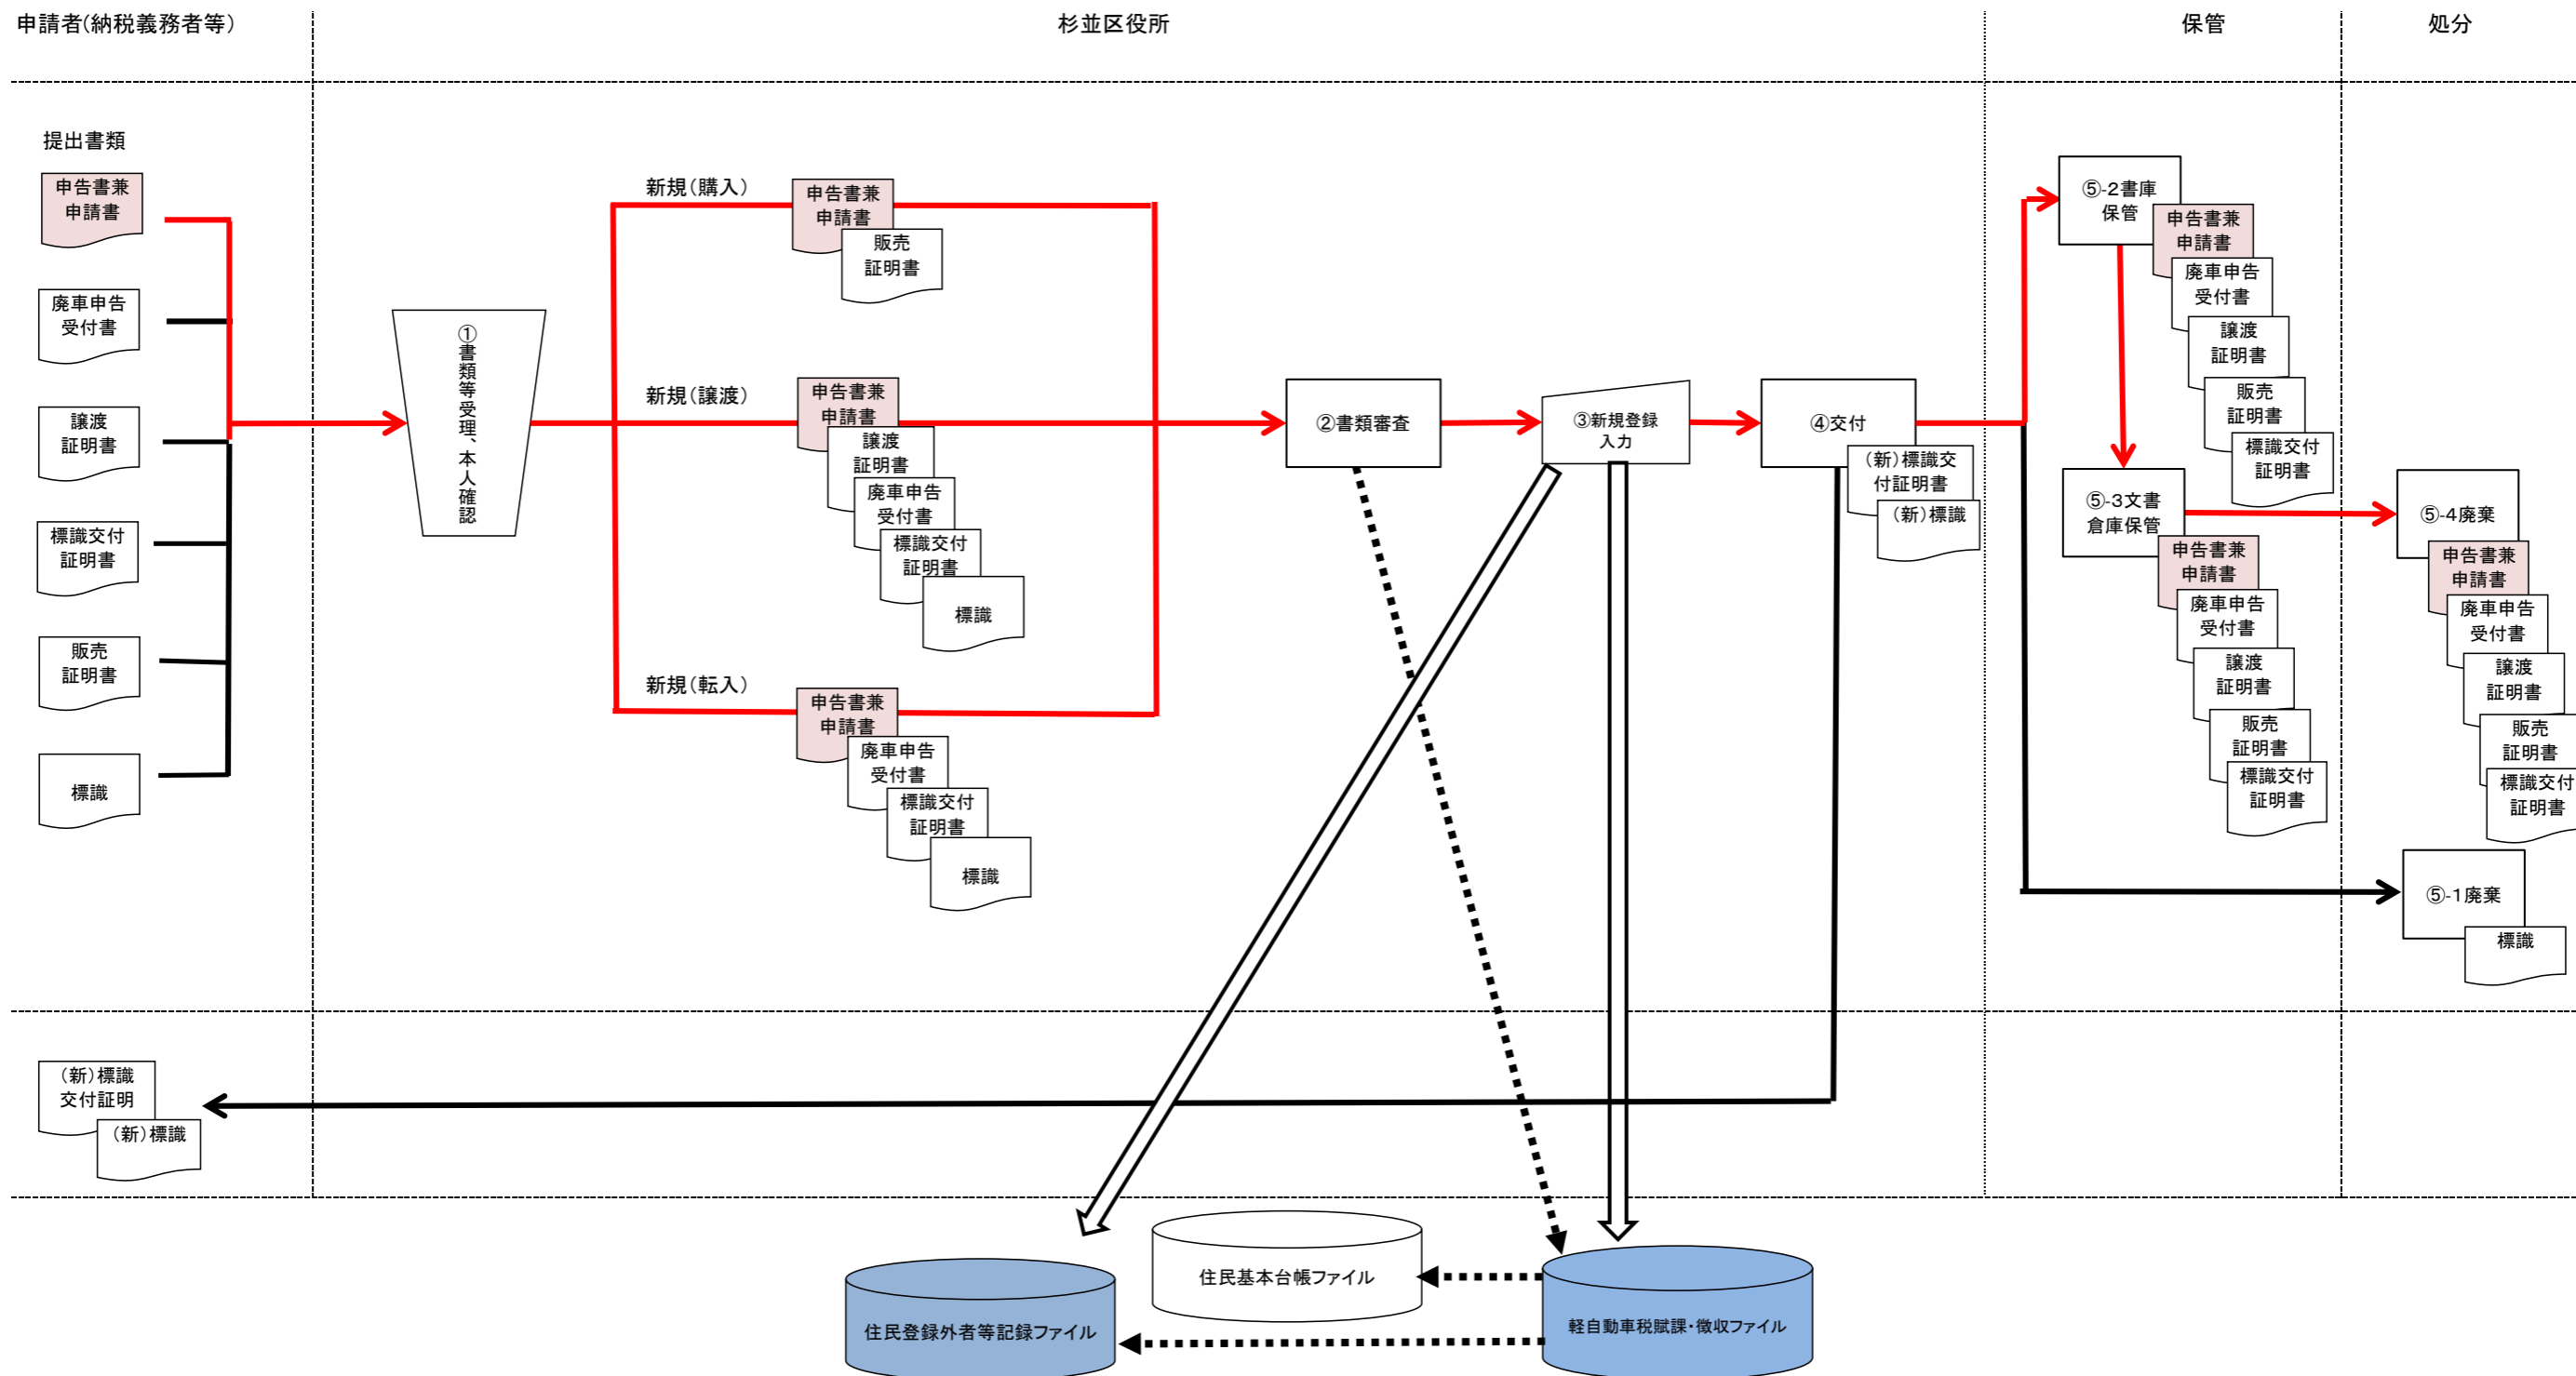 申請者(納税義務者等)
杉並区役所
保管
処分
提出書類
申告書兼
申請書
廃車申告
受付書
譲渡
証明書
標識交付
証明書
販売
証明書
標識
①書類等受理、本人確認
新規(購入)
申告書兼
申請書
販売
証明書
新規(譲渡)
申告書兼
申請書
譲渡
証明書
廃車申告
受付書
標識交付
証明書
標識
新規(転入)
申告書兼
申請書
廃車申告
受付書
標識交付
証明書
標識
②書類審査
③新規登録
入力
④交付
(新)標識交
付証明書
(新)標識
⑤-2書庫
保管
申告書兼
申請書
廃車申告
受付書
譲渡
証明書
販売
証明書
標識交付
証明書
⑤-3文書
倉庫保管
申告書兼
申請書
廃車申告
受付書
譲渡
証明書
販売
証明書
標識交付
証明書
⑤-4廃棄
申告書兼
申請書
廃車申告
受付書
譲渡
証明書
販売
証明書
標識交付
証明書
⑤-1廃棄
標識
(新)標識
交付証明
(新)標識
住民基本台帳ファイル
住民登録外者等記録ファイル
軽自動車税賦課・徴収ファイル